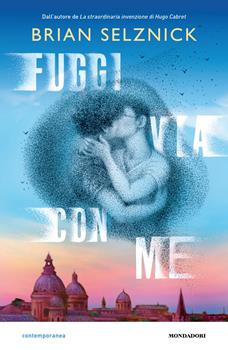 Dall'autore de La straordinaria invenzione di Hugo Cabret
BRIAN SELZNICK
FUGGI
VIA
CON
ME
contemporanea
MONDADORI